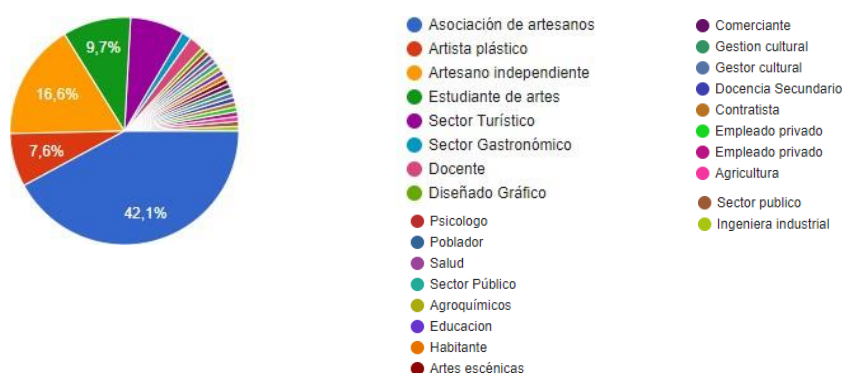 9,7%
16,6%
7,6%
42,1%
Asociación de artesanos
Artista plástico
Artesano independiente
Estudiante de artes
Sector Turístico
Sector Gastronómico
Docente
Diseñado Gráfico
Psicologo
Poblador
Salud
Sector Público
Agroquímicos
Educacion
Habitante
Artes escénicas
Comerciante
Gestion cultural
Gestor cultural
Docencia Secundario
Contratista
Empleado privado
Empleado privado
Agricultura
Sector publico
Ingeniera industrial